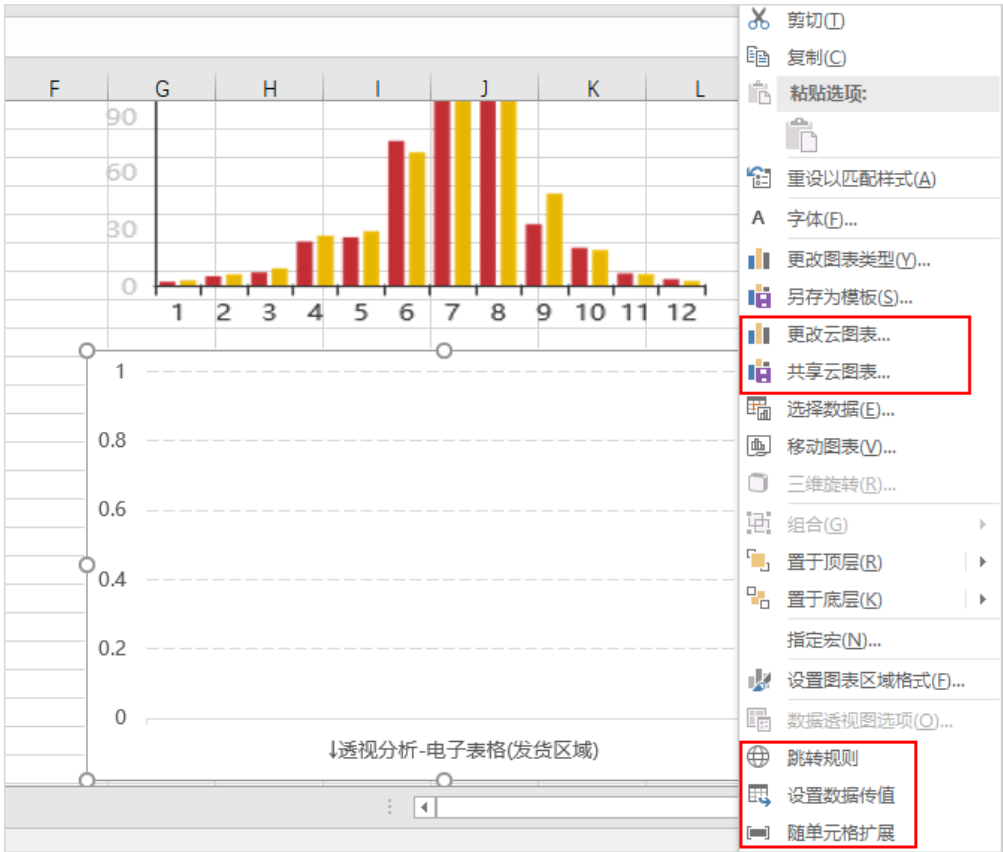 F G H I J K L
90
60
30
0
1 2 3 4 5 6 7 8 9 10 11 12
1
0.8
0.6
0.4
0.2
0
↓透视分析-电子表格(发货区域)
剪切(T)
复制(C)
粘贴选项:
重设以匹配样式(A)
A 字体(F)...
更改图表类型(Y)...
另存为模板(S)...
更改云图表...
共享云图表...
选择数据(E)...
移动图表(V)...
三维旋转(R)...
组合(G)
置于顶层(R)
置于底层(K)
指定宏(N)...
设置图表区域格式(F)...
数据透视图选项(O)...
跳转规则
设置数据传值
随单元格扩展